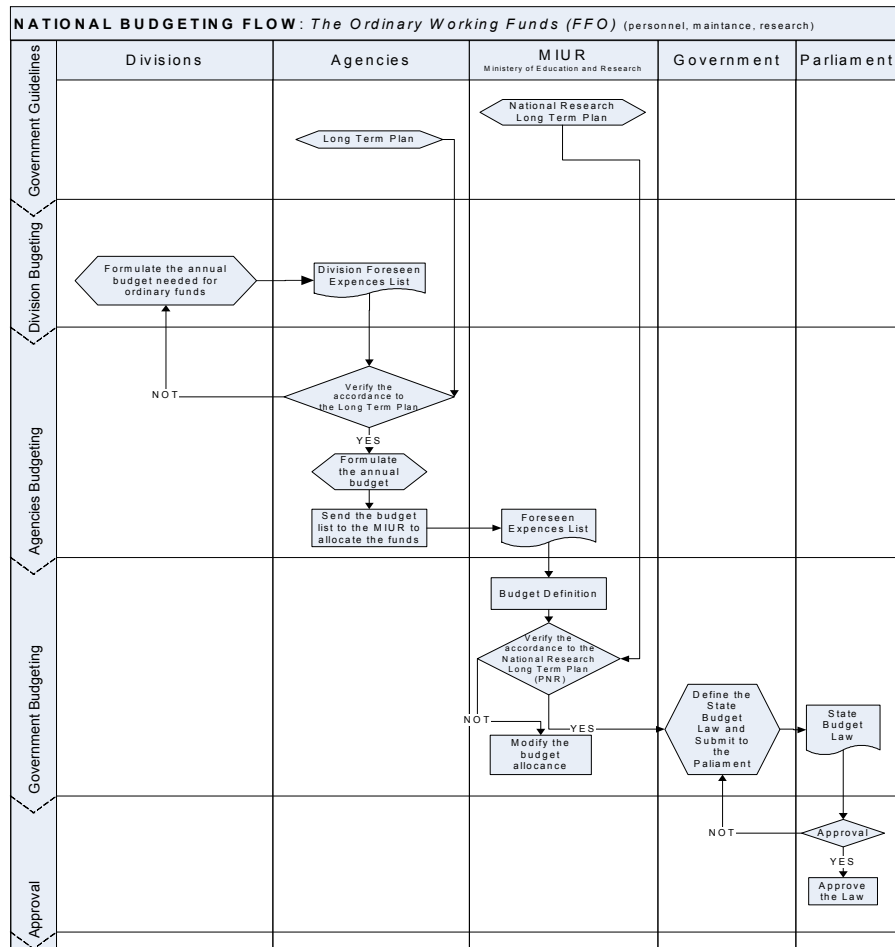 NATIONAL BUDGETING FLOW: The Ordinary Working Funds (FFO) (personnel, maintance, research)
Divisions
Agencies
MIUR
Ministery of Education and Research
Government
Parliament
Government Guidelines
National Research
Long Term Plan
Long Term Plan
Division Bugeting
Formulate the annual
budget needed for
ordinary funds
Division Foreseen
Expences List
Agencies Budgeting
Verify the
accordance to
the Long Term Plan
NOT
YES
Formulate
the annual
budget
Send the budget
list to the MIUR to
allocate the funds
Foreseen
Expences List
Government Budgeting
Budget Definition
Verify the
accordance to the
National Research
Long Term Plan
(PNR)
NOT
YES
Modify the
budget
allocance
Define the
State
Budget
Law and
Submit to
the
Paliament
State
Budget
Law
Approval
Approval
NOT
YES
Approve
the Law